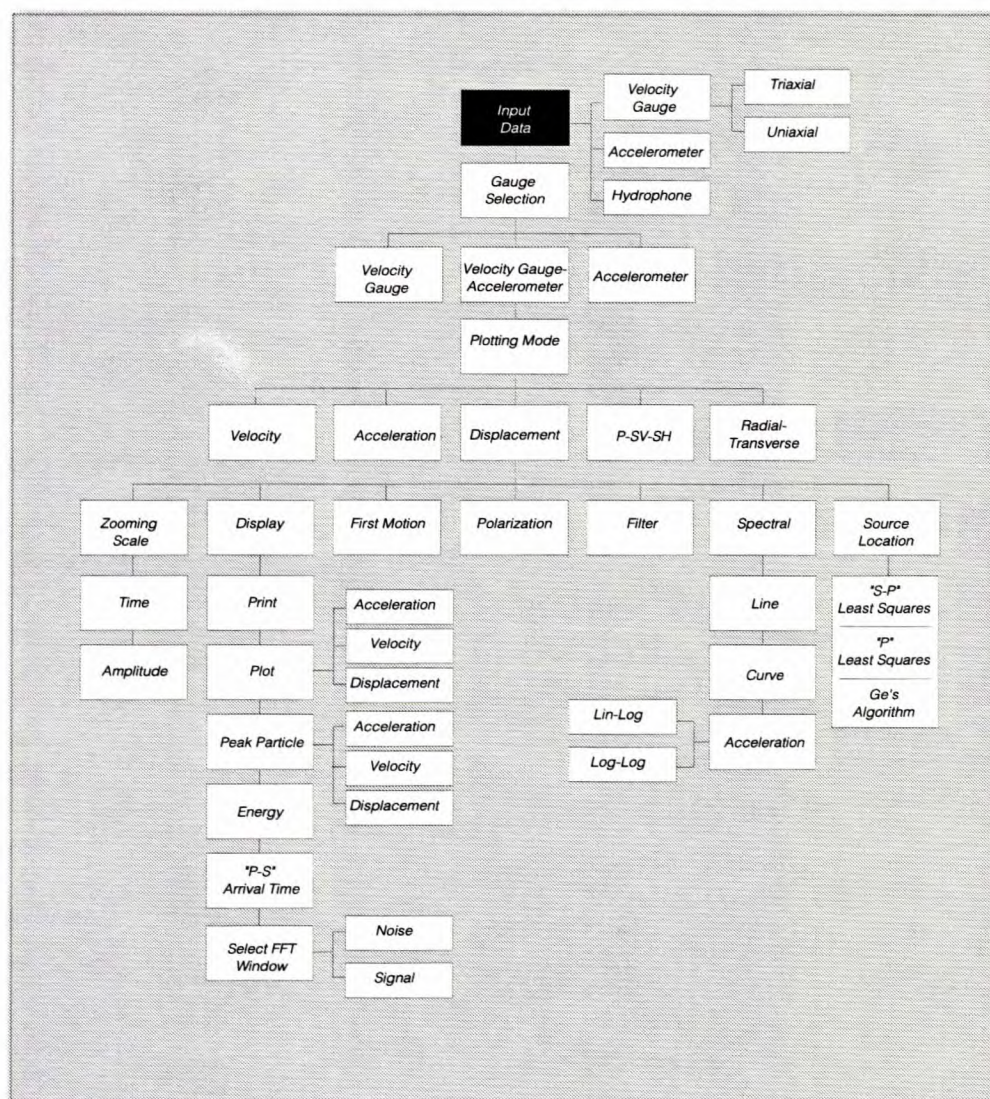 Input
Data
Velocity
Gauge
Triaxial
Uniaxial
Accelerometer
Hydrophone
Gauge
Selection
Velocity
Gauge
Velocity Gauge-
Accelerometer
Accelerometer
Plotting Mode
Velocity
Acceleration
Displacement
P-SV-SH
Radial-
Transverse
Zooming
Scale
Display
First Motion
Polarization
Filter
Spectral
Source
Location
Time
Amplitude
Print
Plot
Acceleration
Velocity
Displacement
Peak Particle
Acceleration
Velocity
Displacement
Energy
"P-S"
Arrival Time
Select FFT
Window
Noise
Signal
Line
Curve
Acceleration
Lin-Log
Log-Log
"S-P"
Least Squares
"P"
Least Squares
Ge's
Algorithm